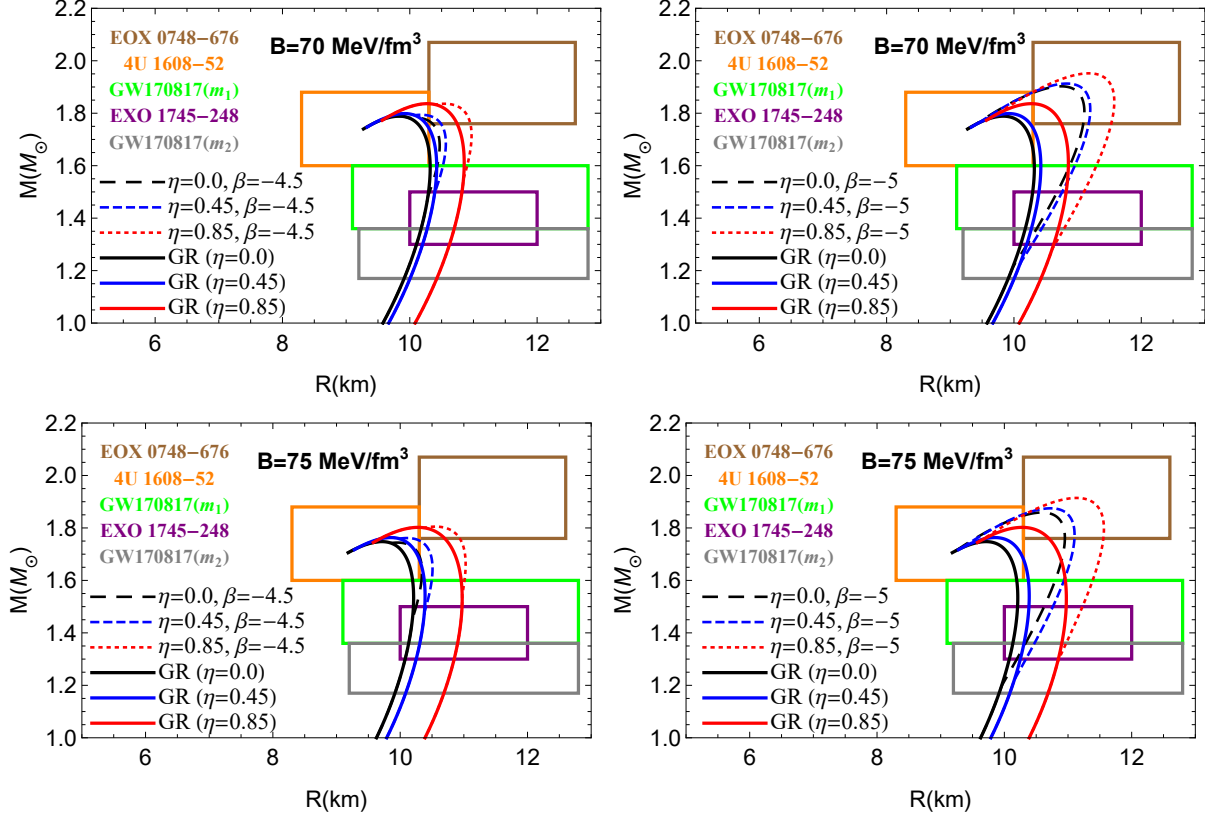 2.2
2.0
1.8
1.6
1.4
1.2
1.0
M(M⊙)
EOX 0748−676
4U 1608−52
GW170817(m₁)
EXO 1745−248
GW170817(m₂)
B=70 MeV/fm³
η=0.0, β=−4.5
η=0.45, β=−4.5
η=0.85, β=−4.5
GR (η=0.0)
GR (η=0.45)
GR (η=0.85)
6 8 10 12
R(km)
2.2
2.0
1.8
1.6
1.4
1.2
1.0
M(M⊙)
EOX 0748−676
4U 1608−52
GW170817(m₁)
EXO 1745−248
GW170817(m₂)
B=70 MeV/fm³
η=0.0, β=−5
η=0.45, β=−5
η=0.85, β=−5
GR (η=0.0)
GR (η=0.45)
GR (η=0.85)
6 8 10 12
R(km)
2.2
2.0
1.8
1.6
1.4
1.2
1.0
M(M⊙)
EOX 0748−676
4U 1608−52
GW170817(m₁)
EXO 1745−248
GW170817(m₂)
B=75 MeV/fm³
η=0.0, β=−4.5
η=0.45, β=−4.5
η=0.85, β=−4.5
GR (η=0.0)
GR (η=0.45)
GR (η=0.85)
6 8 10 12
R(km)
2.2
2.0
1.8
1.6
1.4
1.2
1.0
M(M⊙)
EOX 0748−676
4U 1608−52
GW170817(m₁)
EXO 1745−248
GW170817(m₂)
B=75 MeV/fm³
η=0.0, β=−5
η=0.45, β=−5
η=0.85, β=−5
GR (η=0.0)
GR (η=0.45)
GR (η=0.85)
6 8 10 12
R(km)